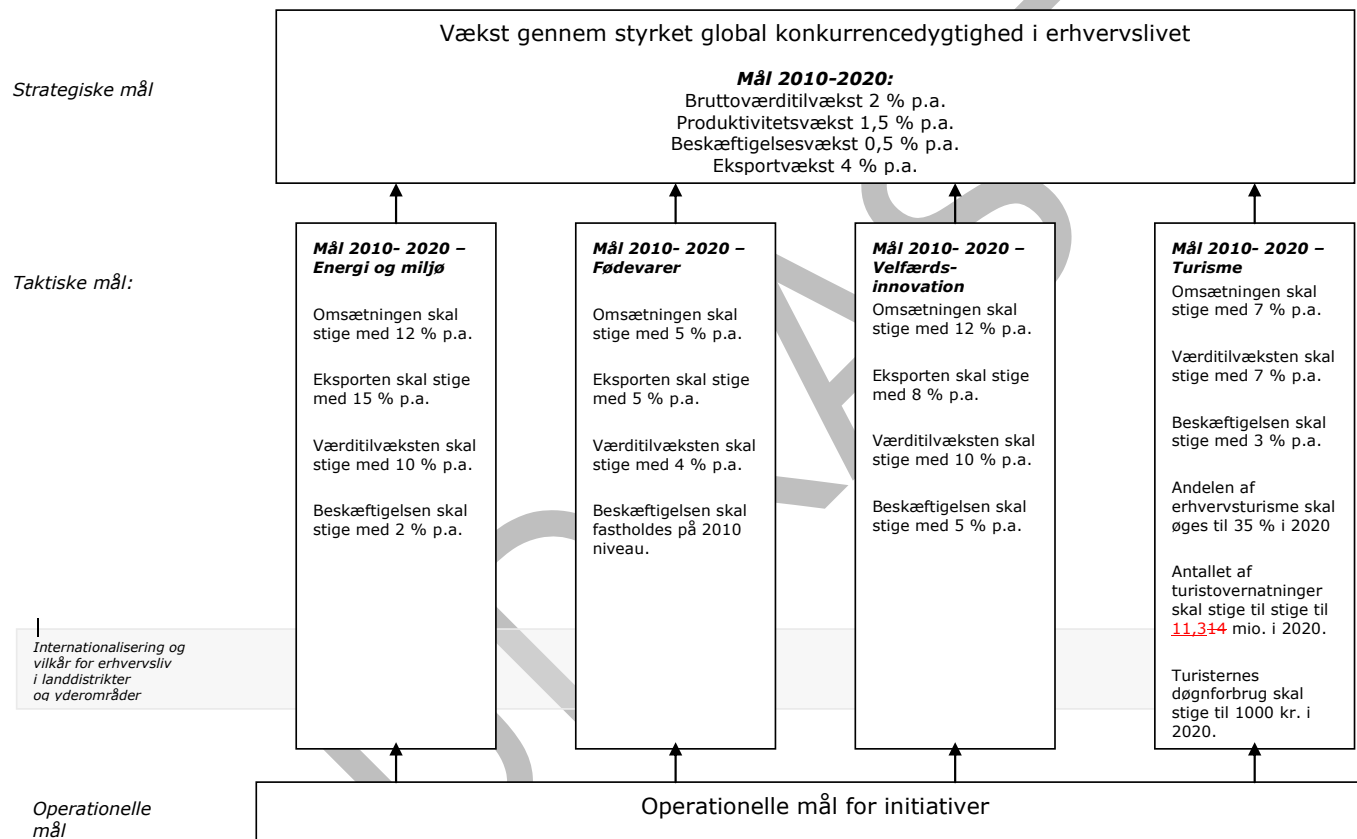 Vækst gennem styrket global konkurrencedygtighed i erhvervslivet
Strategiske mål
Mål 2010-2020:
Bruttoværditilvækst 2 % p.a.
Produktivitetsvækst 1,5 % p.a.
Beskæftigelsesvækst 0,5 % p.a.
Eksportvækst 4 % p.a.
Taktiske mål:
Mål 2010- 2020 –
Energi og miljø
Omsætningen skal
stige med 12 % p.a.
Eksporten skal stige
med 15 % p.a.
Værditilvæksten skal
stige med 10 % p.a.
Beskæftigelsen skal
stige med 2 % p.a.
Mål 2010- 2020 –
Fødevarer
Omsætningen skal
stige med 5 % p.a.
Eksporten skal stige
med 5 % p.a.
Værditilvæksten skal
stige med 4 % p.a.
Beskæftigelsen skal
fastholdes på 2010
niveau.
Mål 2010- 2020 –
Velfærds-
innovation
Omsætningen skal
stige med 12 % p.a.
Eksporten skal stige
med 8 % p.a.
Værditilvæksten skal
stige med 10 % p.a.
Beskæftigelsen skal
stige med 5 % p.a.
Mål 2010- 2020 –
Turisme
Omsætningen skal
stige med 7 % p.a.
Værditilvæksten skal
stige med 7 % p.a.
Beskæftigelsen skal
stige med 3 % p.a.
Andelen af
erhvervsturisme skal
øges til 35 % i 2020
Antallet af
turistovernatninger
skal stige til stige til
11,314 mio. i 2020.
Turisternes
døgnforbrug skal
stige til 1000 kr. i
2020.
Internationalisering og
vilkår for erhvervsliv
i landdistrikter
og yderområder
Operationelle
mål
Operationelle mål for initiativer